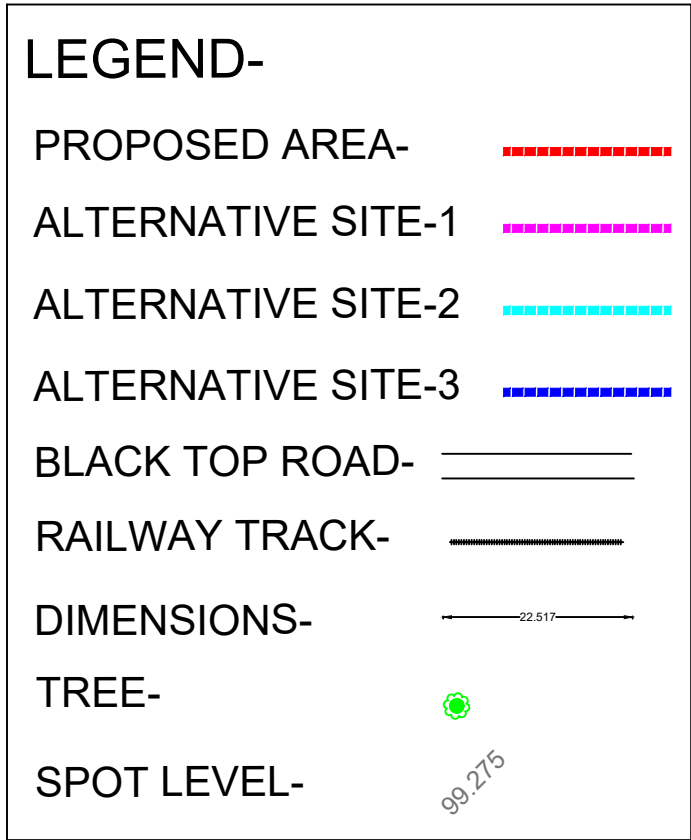 LEGEND-
PROPOSED AREA-
ALTERNATIVE SITE-1
ALTERNATIVE SITE-2
ALTERNATIVE SITE-3
BLACK TOP ROAD-
RAILWAY TRACK-
DIMENSIONS- 22.517
TREE-
SPOT LEVEL- 99.275